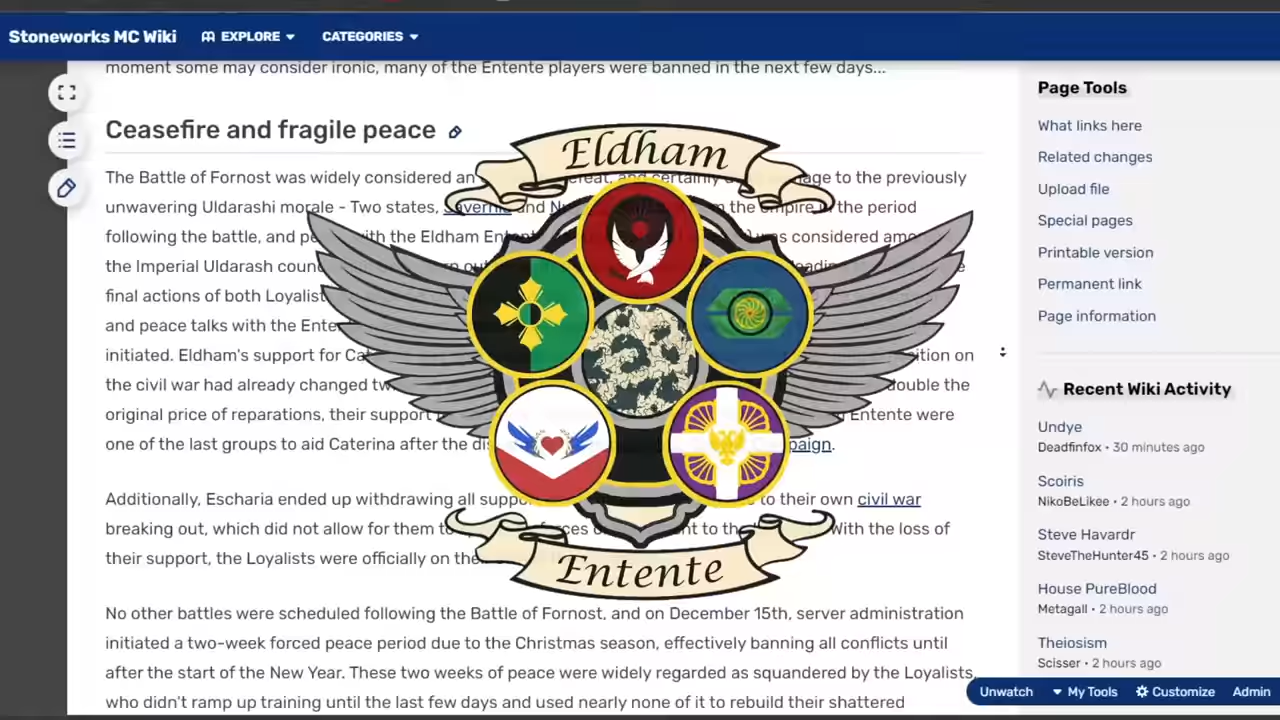 Stoneworks MC Wiki EXPLORE CATEGORIES
moment some may consider ironic, many of the Entente players were banned in the next few days...
Ceasefire and fragile peace
Eldham
The Battle of Fornost was widely considered an and certainly to the previously
unwavering Uldarashi morale - Two states, and the empire in the period
following the battle, and with the Eldham was considered
the Imperial Uldarash
final actions of both Loyalist
and peace talks with the
initiated. Eldham's support for on
the civil war had already changed double the
original price of reparations, their support Entente were
one of the last groups to aid Caterina after the
Additionally, Escharia ended up withdrawing all to their own civil war
breaking out, which did not allow for them to With the loss of
their support, the Loyalists were officially on
Entente
No other battles were scheduled following the Battle of Fornost, and on December 15th, server administration
initiated a two-week forced peace period due to the Christmas season, effectively banning all conflicts until
after the start of the New Year. These two weeks of peace were widely regarded as squandered by the Loyalists,
who didn't ramp up training until the last few days and used nearly none of it to rebuild their shattered
Page Tools
What links here
Related changes
Upload file
Special pages
Printable version
Permanent link
Page information
Recent Wiki Activity
Undye
Deadfinfox • 30 minutes ago
Scoiris
NikoBeLikee • 2 hours ago
Steve Havardr
SteveTheHunter45 • 2 hours ago
House PureBlood
Metagall • 2 hours ago
Theiosism
Scisser • 2 hours ago
Unwatch My Tools Customize Admin